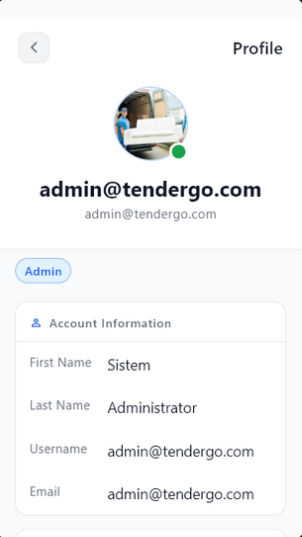 Profile
admin@tendergo.com
admin@tendergo.com
Admin
Account Information
First Name Sistem
Last Name Administrator
Username admin@tendergo.com
Email admin@tendergo.com